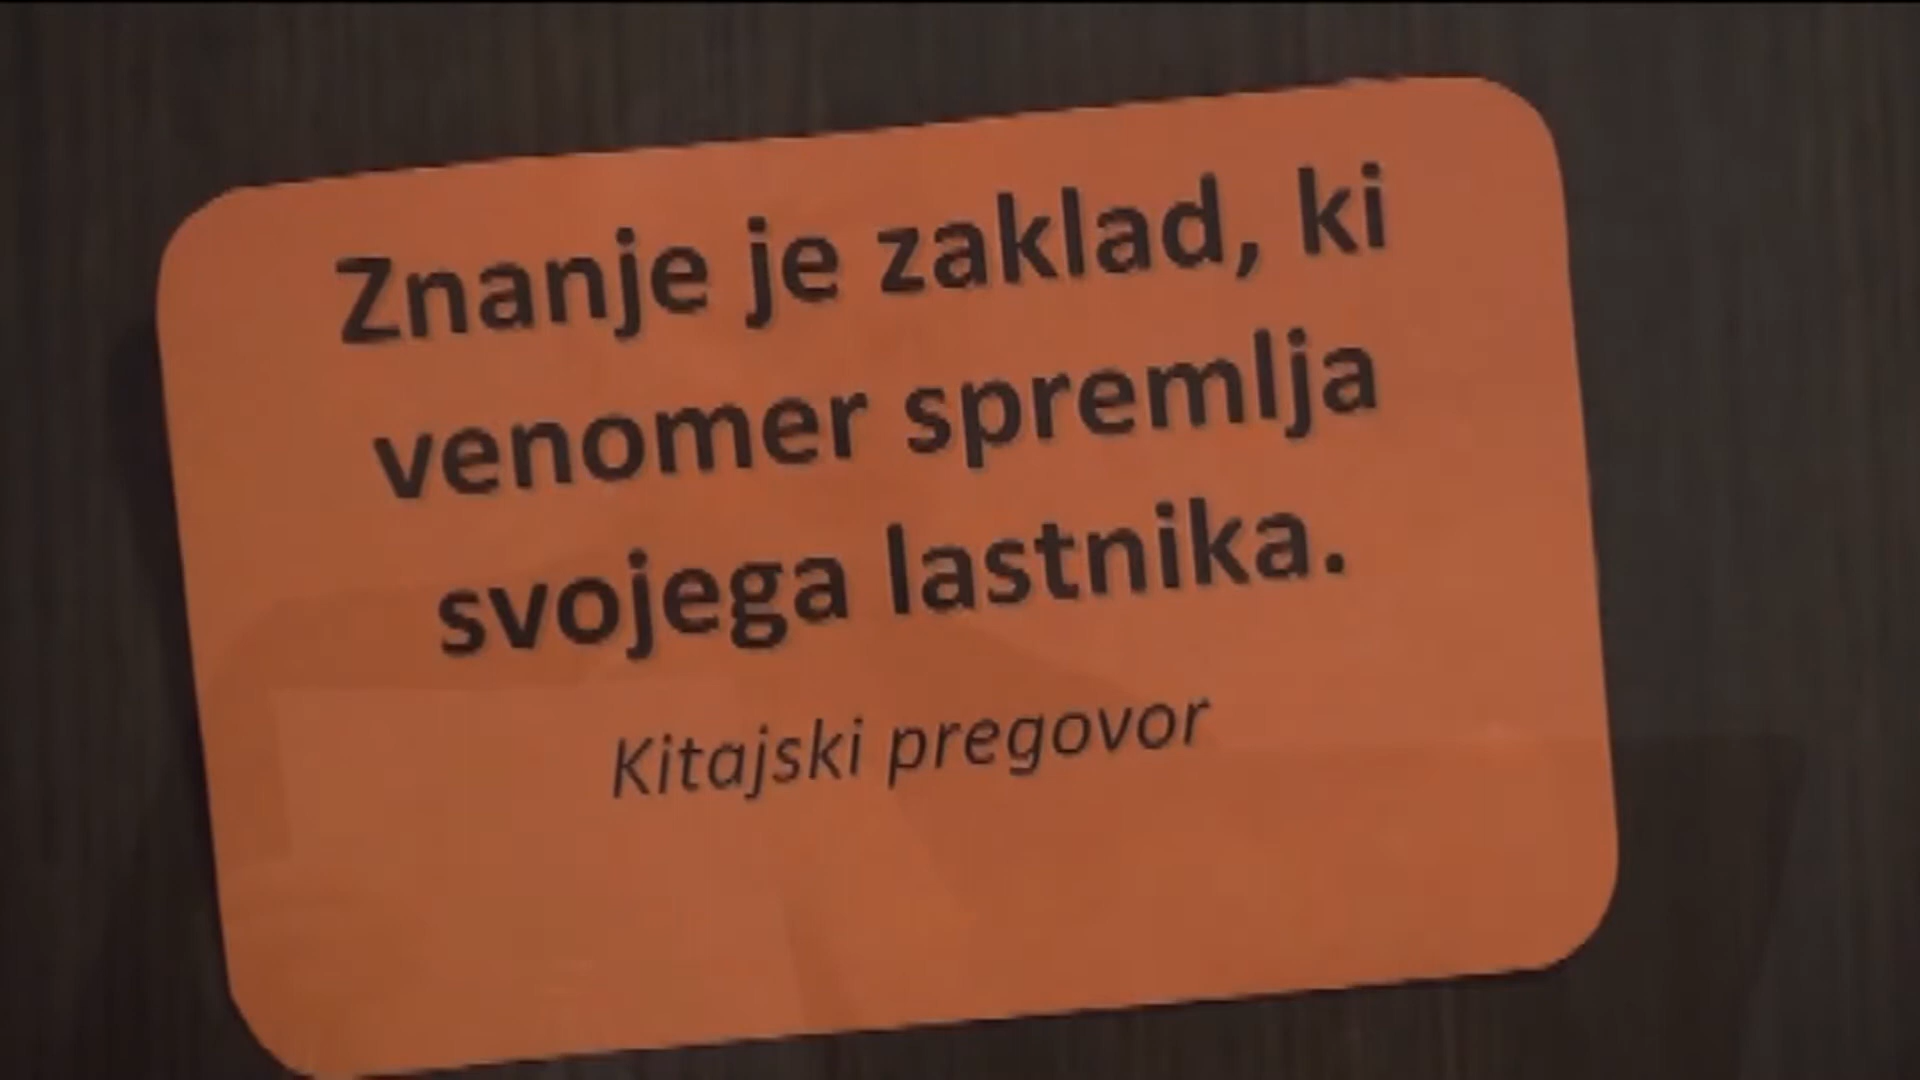 Znanje je zaklad, ki
venomer spremlja
svojega lastnika.
Kitajski pregovor